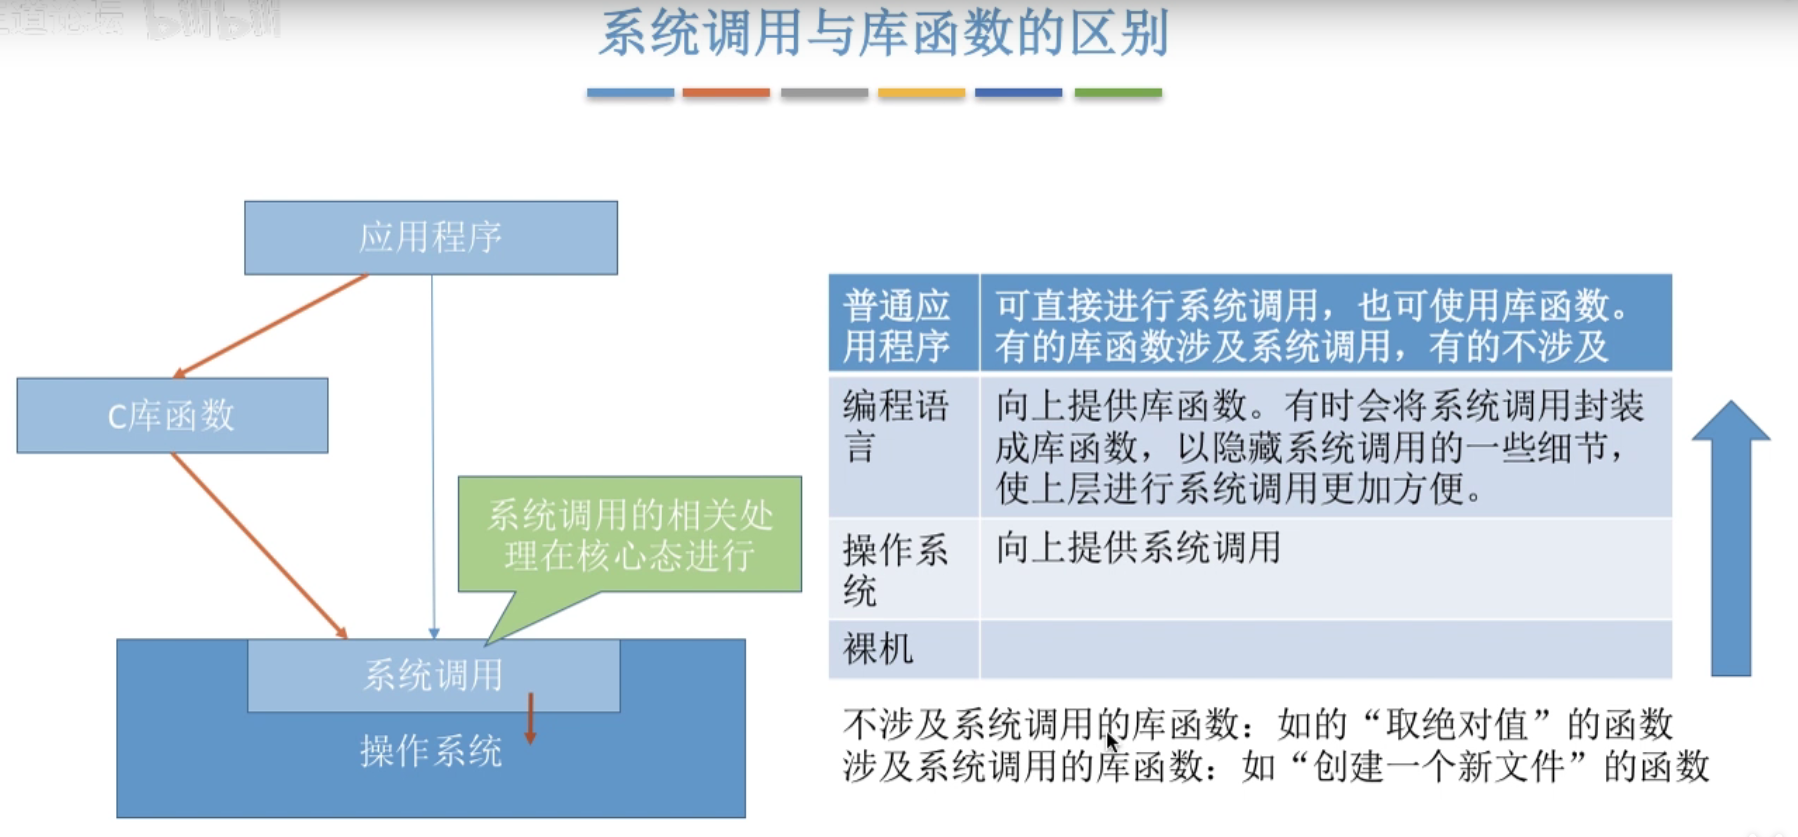 道论坛 bilibili
系统调用与库函数的区别
应用程序
C库函数
系统调用的相关处
理在核心态进行
系统调用
操作系统
普通应
用程序
可直接进行系统调用，也可使用库函数。
有的库函数涉及系统调用，有的不涉及
编程语
言
向上提供库函数。有时会将系统调用封装
成库函数，以隐藏系统调用的一些细节，
使上层进行系统调用更加方便。
操作系
统
向上提供系统调用
裸机
不涉及系统调用的库函数：如的“取绝对值”的函数
涉及系统调用的库函数：如“创建一个新文件”的函数